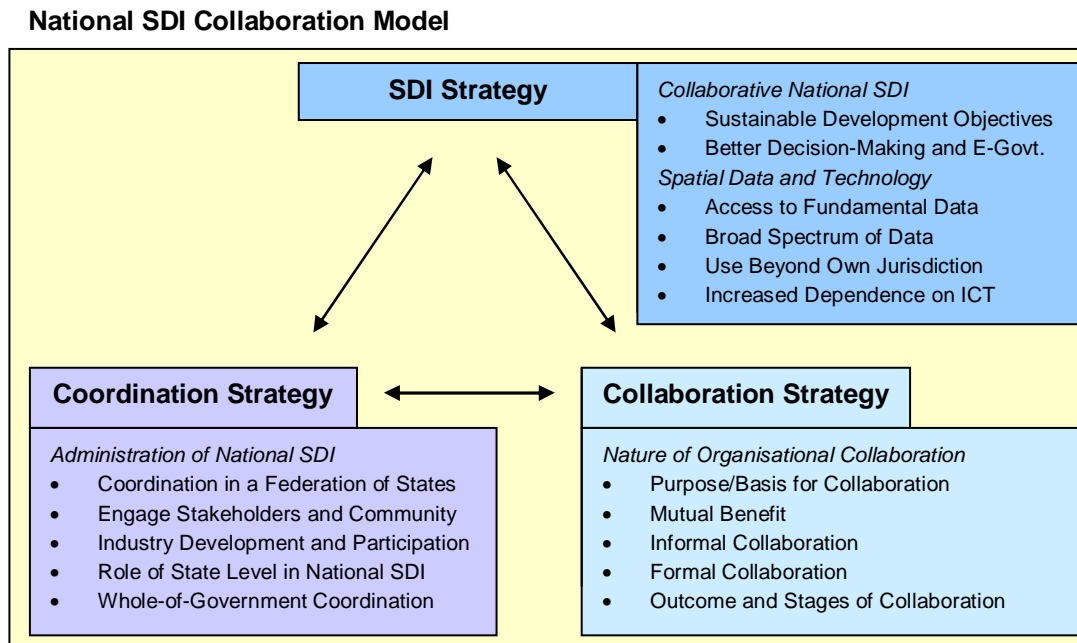 National SDI Collaboration Model
SDI Strategy
Collaborative National SDI
• Sustainable Development Objectives
• Better Decision-Making and E-Govt.
Spatial Data and Technology
• Access to Fundamental Data
• Broad Spectrum of Data
• Use Beyond Own Jurisdiction
• Increased Dependence on ICT
Coordination Strategy
Administration of National SDI
• Coordination in a Federation of States
• Engage Stakeholders and Community
• Industry Development and Participation
• Role of State Level in National SDI
• Whole-of-Government Coordination
Collaboration Strategy
Nature of Organisational Collaboration
• Purpose/Basis for Collaboration
• Mutual Benefit
• Informal Collaboration
• Formal Collaboration
• Outcome and Stages of Collaboration